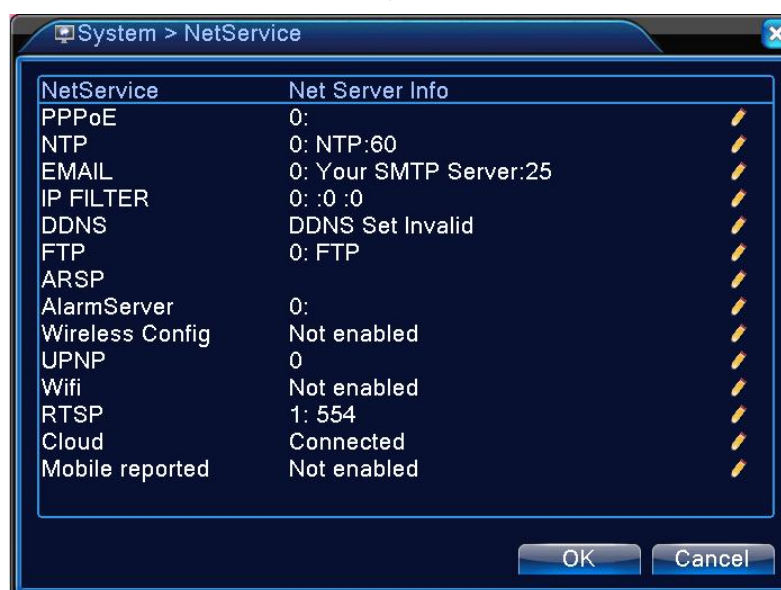 System > NetService
NetService Net Server Info
PPPoE 0:
NTP 0: NTP:60
EMAIL 0: Your SMTP Server:25
IP FILTER 0: :0 :0
DDNS DDNS Set Invalid
FTP 0: FTP
ARSP
AlarmServer 0:
Wireless Config Not enabled
UPNP 0
Wifi Not enabled
RTSP 1: 554
Cloud Connected
Mobile reported Not enabled
OK Cancel